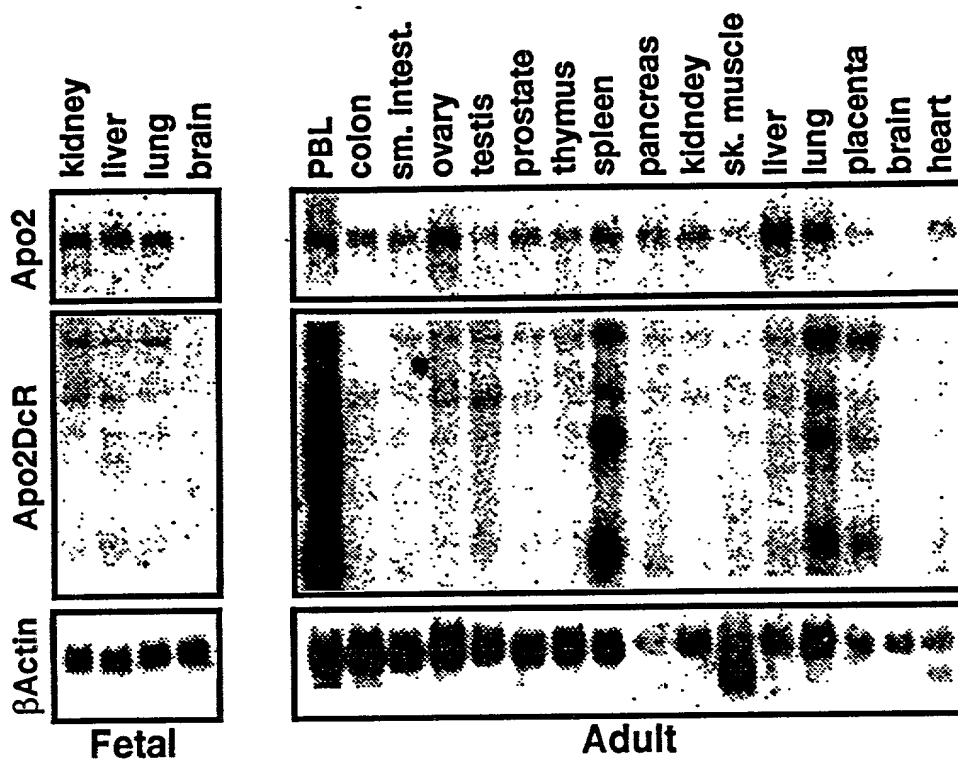 kidney
liver
lung
brain
PBL
colon
sm. intest.
ovary
testis
prostate
thymus
spleen
pancreas
kidndey
sk. muscle
liver
lung
placenta
brain
heart
Apo2
Apo2DcR
βActin
Fetal
Adult